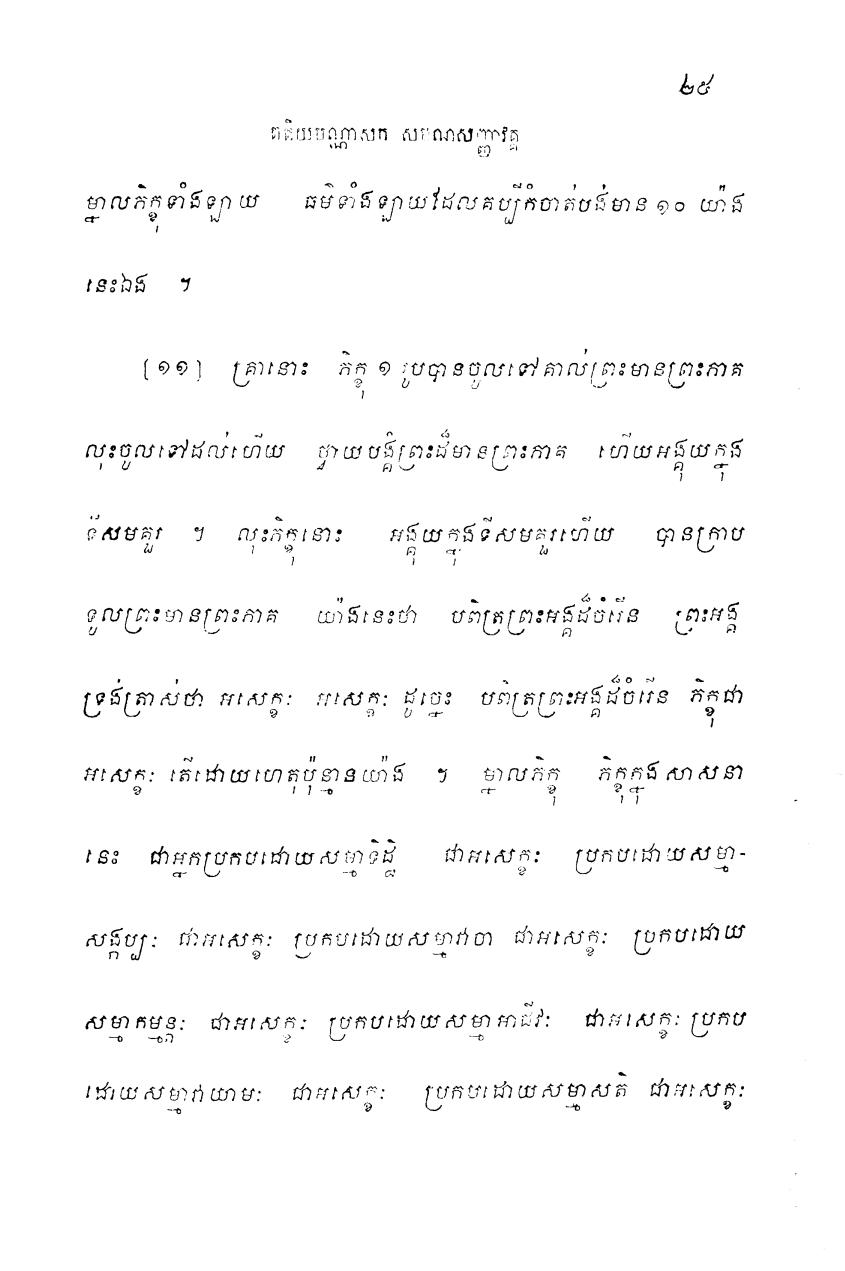 ២៥
តតិយបណ្ណាសក សមណសញ្ញាវគ្គ
ម្នាលភិក្ខុទាំងឡាយ ធម៌ទាំងឡាយដែលគប្បីកំចាត់បង់មាន ១០ យ៉ាង
នេះឯង ។
[១១] គ្រានោះ ភិក្ខុ ១ រូបបានចូលទៅគាល់ព្រះមានព្រះភាគ
លុះចូលទៅដល់ហើយ ថ្វាយបង្គំព្រះដ៏មានព្រះភាគ ហើយអង្គុយក្នុង
ទីសមគួរ ។ លុះភិក្ខុនោះ អង្គុយក្នុងទីសមគួរហើយ បានក្រាប
ទូលព្រះមានព្រះភាគ យ៉ាងនេះថា បពិត្រព្រះអង្គដ៏ចំរើន ព្រះអង្គ
ទ្រង់ត្រាស់ថា អសេក្ខៈ អសេក្ខៈ ដូច្នេះ បពិត្រព្រះអង្គដ៏ចំរើន ភិក្ខុជា
អសេក្ខៈ តើដោយហេតុប៉ុន្មានយ៉ាង ។ ម្នាលភិក្ខុ ភិក្ខុក្នុងសាសនា
នេះ ជាអ្នកប្រកបដោយសម្មាទិដ្ឋិ ជាអសេក្ខៈ ប្រកបដោយសម្មា-
សង្កប្បៈ ជាអសេក្ខៈ ប្រកបដោយសម្មាវាចា ជាអសេក្ខៈ ប្រកបដោយ
សម្មាកម្មន្តៈ ជាអសេក្ខៈ ប្រកបដោយសម្មាអាជីវៈ ជាអសេក្ខៈ ប្រកប
ដោយសម្មាវាយាមៈ ជាអសេក្ខៈ ប្រកបដោយសម្មាសតិ ជាអសេក្ខៈ